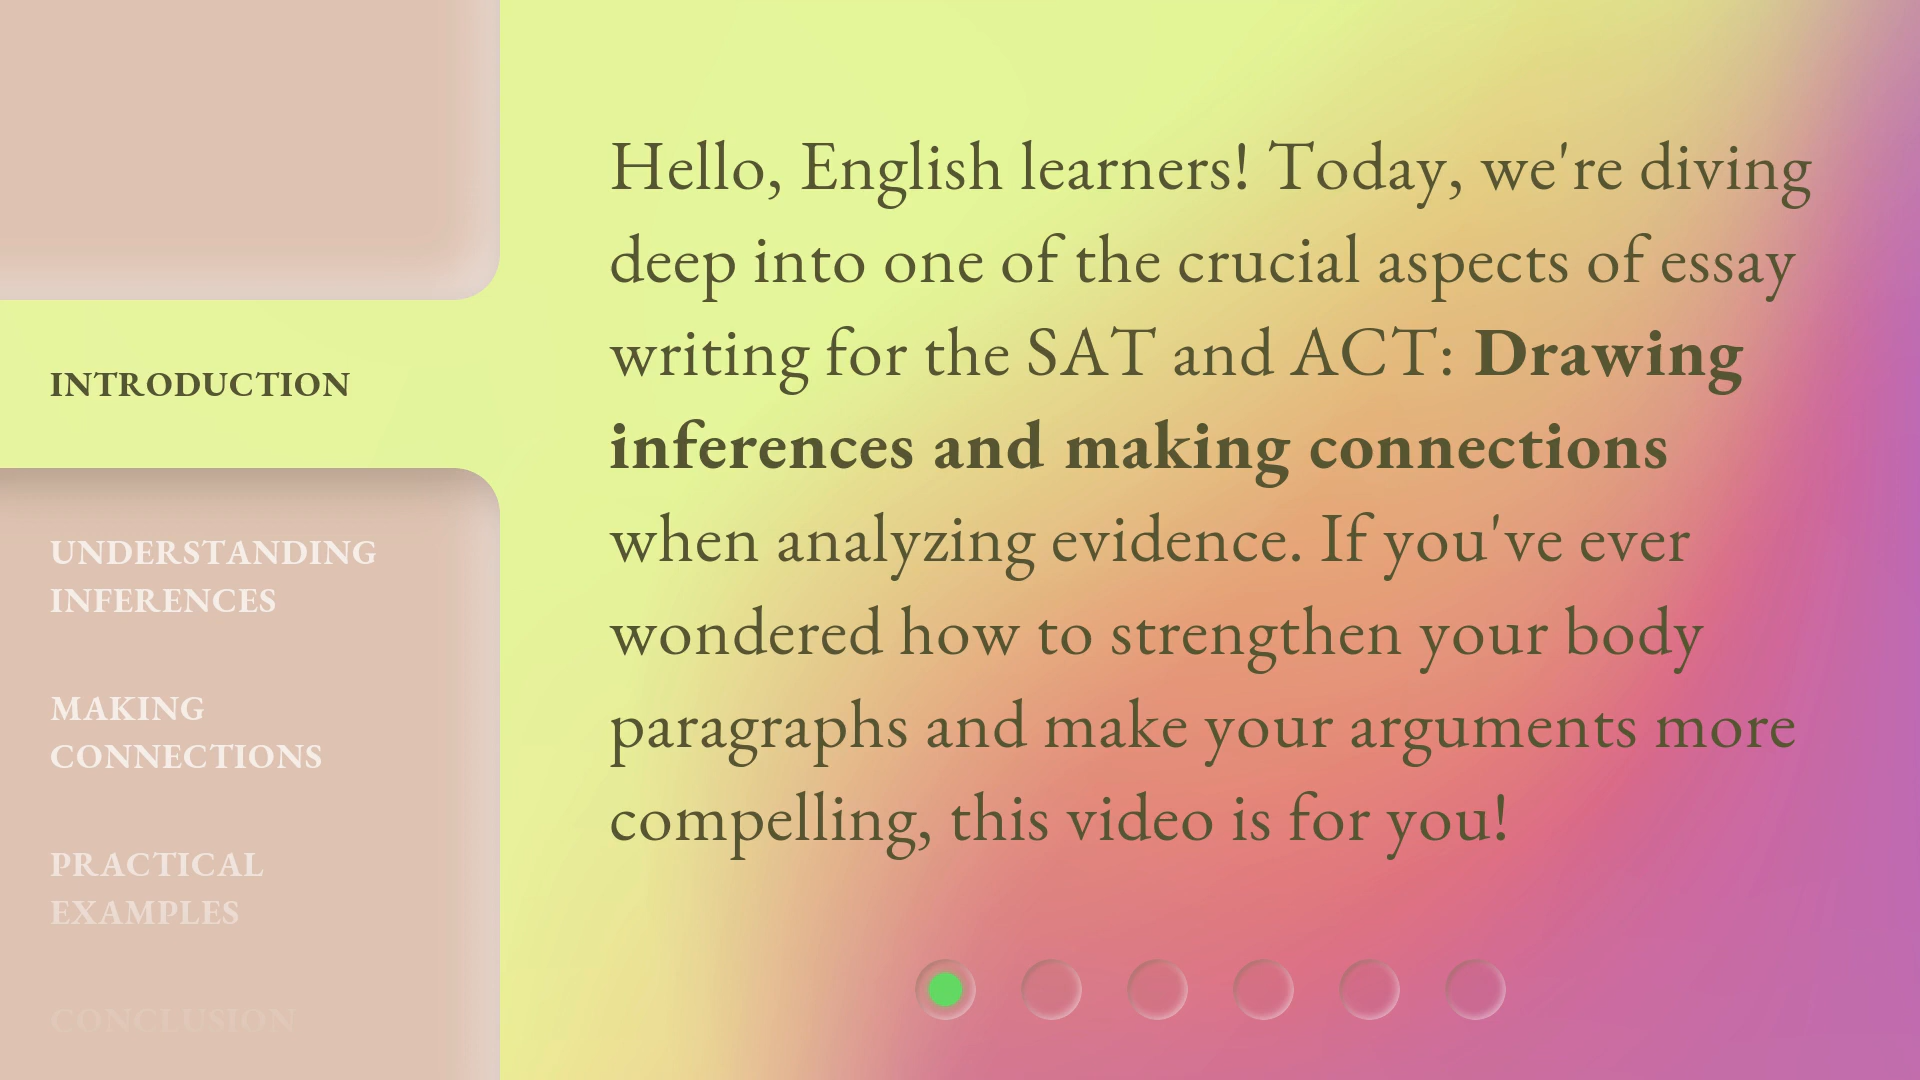 INTRODUCTION
UNDERSTANDING
INFERENCES
MAKING
CONNECTIONS
PRACTICAL
EXAMPLES
CONCLUSION
Hello, English learners! Today, we're diving
deep into one of the crucial aspects of essay
writing for the SAT and ACT: Drawing
inferences and making connections
when analyzing evidence. If you've ever
wondered how to strengthen your body
paragraphs and make your arguments more
compelling, this video is for you!